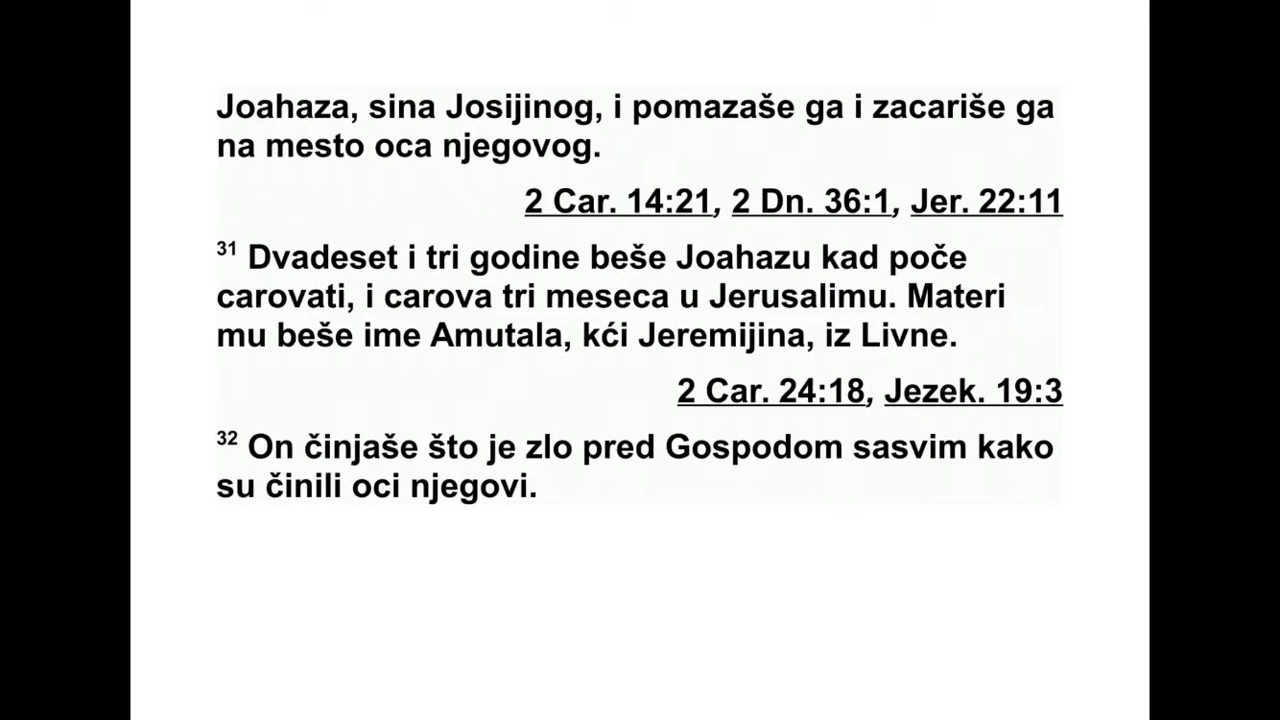 Joahaza, sina Josijinog, i pomazaše ga i zacariše ga
na mesto oca njegovog.
2 Car. 14:21, 2 Dn. 36:1, Jer. 22:11
31 Dvadeset i tri godine beše Joahazu kad poče
carovati, i carova tri meseca u Jerusalimu. Materi
mu beše ime Amutala, kći Jeremijina, iz Livne.
2 Car. 24:18, Jezek. 19:3
32 On činjaše što je zlo pred Gospodom sasvim kako
su činili oci njegovi.